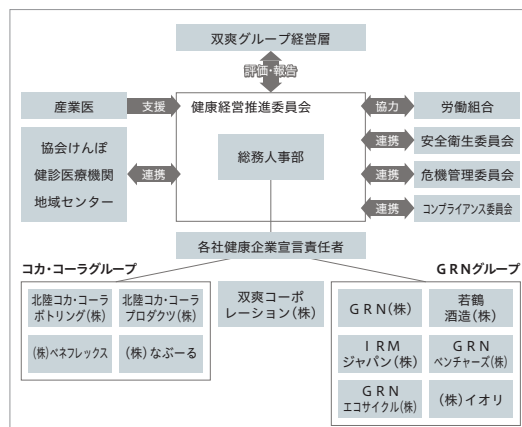 双爽グループ経営層
評価・報告
産業医
支援
健康経営推進委員会
協力
労働組合
協会けんぽ
健診医療機関
地域センター
連携
総務人事部
連携
安全衛生委員会
連携
危機管理委員会
連携
コンプライアンス委員会
各社健康企業宣言責任者
コカ・コーラグループ
GRNグループ
北陸コカ・コーラ
ボトリング(株)
北陸コカ・コーラ
プロダクツ(株)
(株)ベネフレックス
(株)なぶーる
双爽コーポ
レーション(株)
GRN(株)
若鶴
酒造(株)
IRM
ジャパン(株)
GRN
ベンチャーズ(株)
GRN
エコサイクル(株)
(株)イオリ